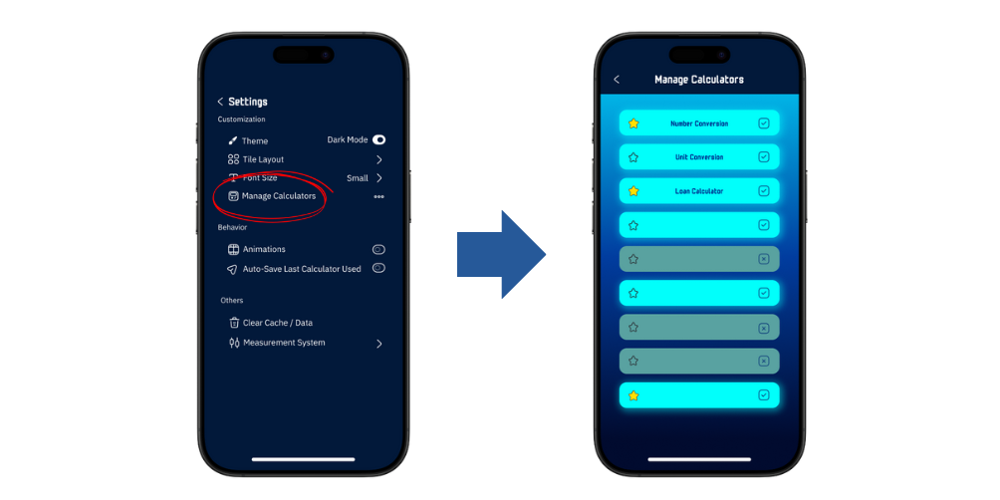 Settings
Customization
Theme Dark Mode
Tile Layout
Font Size Small
Manage Calculators
Behavior
Animations
Auto-Save Last Calculator Used
Others
Clear Cache / Data
Measurement System
Manage Calculators
Number Conversion
Unit Conversion
Loan Calculator